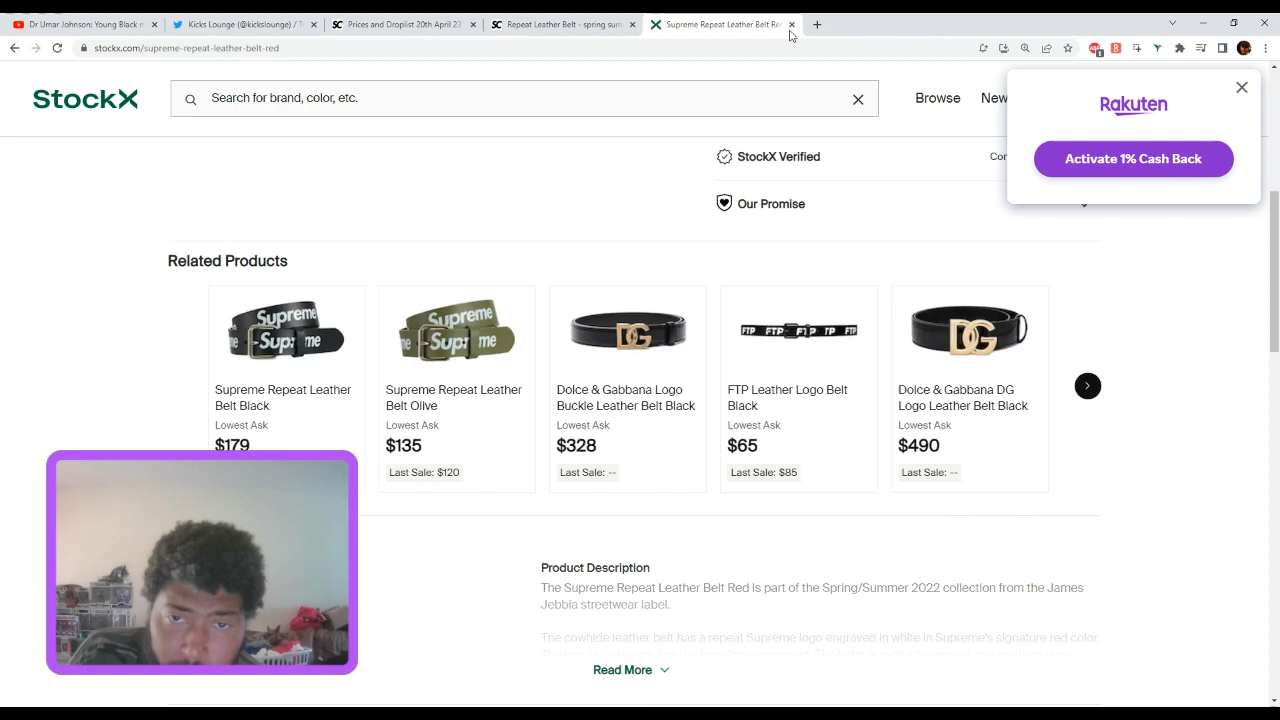 Dr Umar Johnson: Young Black m
Kicks Lounge (@kickslounge) / T
Prices and Droplist 20th April 23
Repeat Leather Belt - spring sum
Supreme Repeat Leather Belt Re
stockx.com/supreme-repeat-leather-belt-red
StockX
Search for brand, color, etc.
Browse
New
Rakuten
Activate 1% Cash Back
StockX Verified
Con
Our Promise
Related Products
Supreme Repeat Leather
Belt Black
Lowest Ask
$179
Supreme Repeat Leather
Belt Olive
Lowest Ask
$135
Last Sale: $120
Dolce & Gabbana Logo
Buckle Leather Belt Black
Lowest Ask
$328
Last Sale: --
FTP Leather Logo Belt
Black
Lowest Ask
$65
Last Sale: $85
Dolce & Gabbana DG
Logo Leather Belt Black
Lowest Ask
$490
Last Sale: --
Product Description
The Supreme Repeat Leather Belt Red is part of the Spring/Summer 2022 collection from the James
Jebbia streetwear label.
The cowhide leather belt has a repeat Supreme logo engraved in white in Supreme's signature red color.
Read More